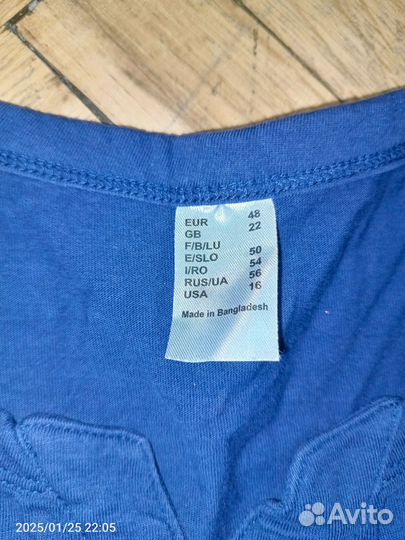 EUR 48
GB 22
F/B/LU
E/SLO 50
I/RO 54
RUS/UA 56
USA 16
Made in Bangladesh
2025/01/25 22:05
Avito